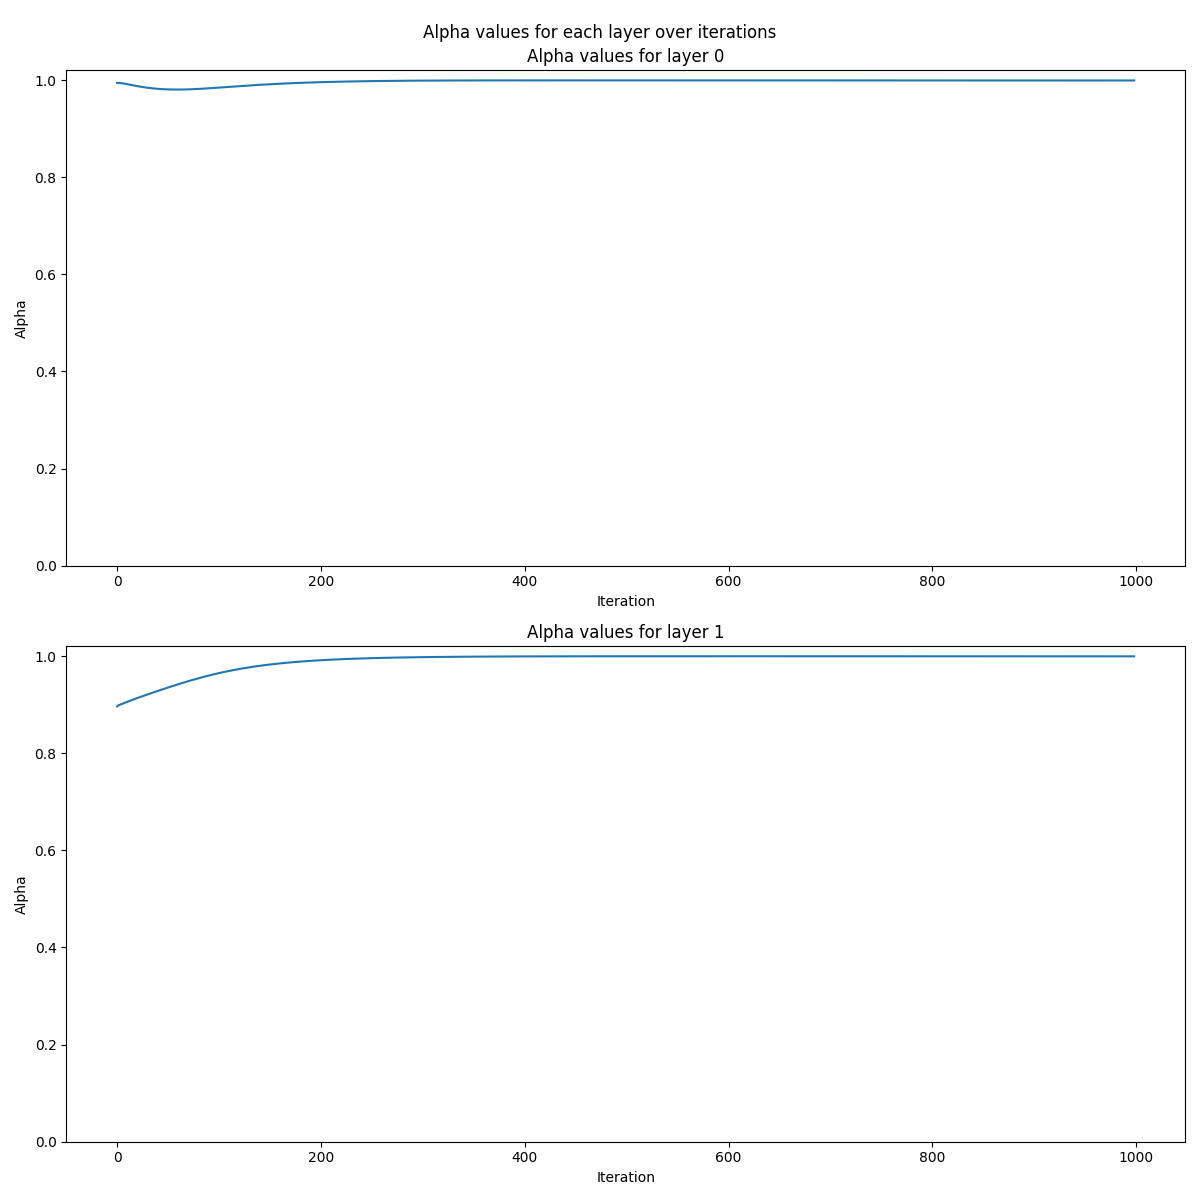 Alpha values for each layer over iterations
Alpha values for layer 0
1.0
0.8
0.6
0.4
0.2
0.0
Alpha
0 200 400 600 800 1000
Iteration
Alpha values for layer 1
1.0
0.8
0.6
0.4
0.2
0.0
Alpha
0 200 400 600 800 1000
Iteration